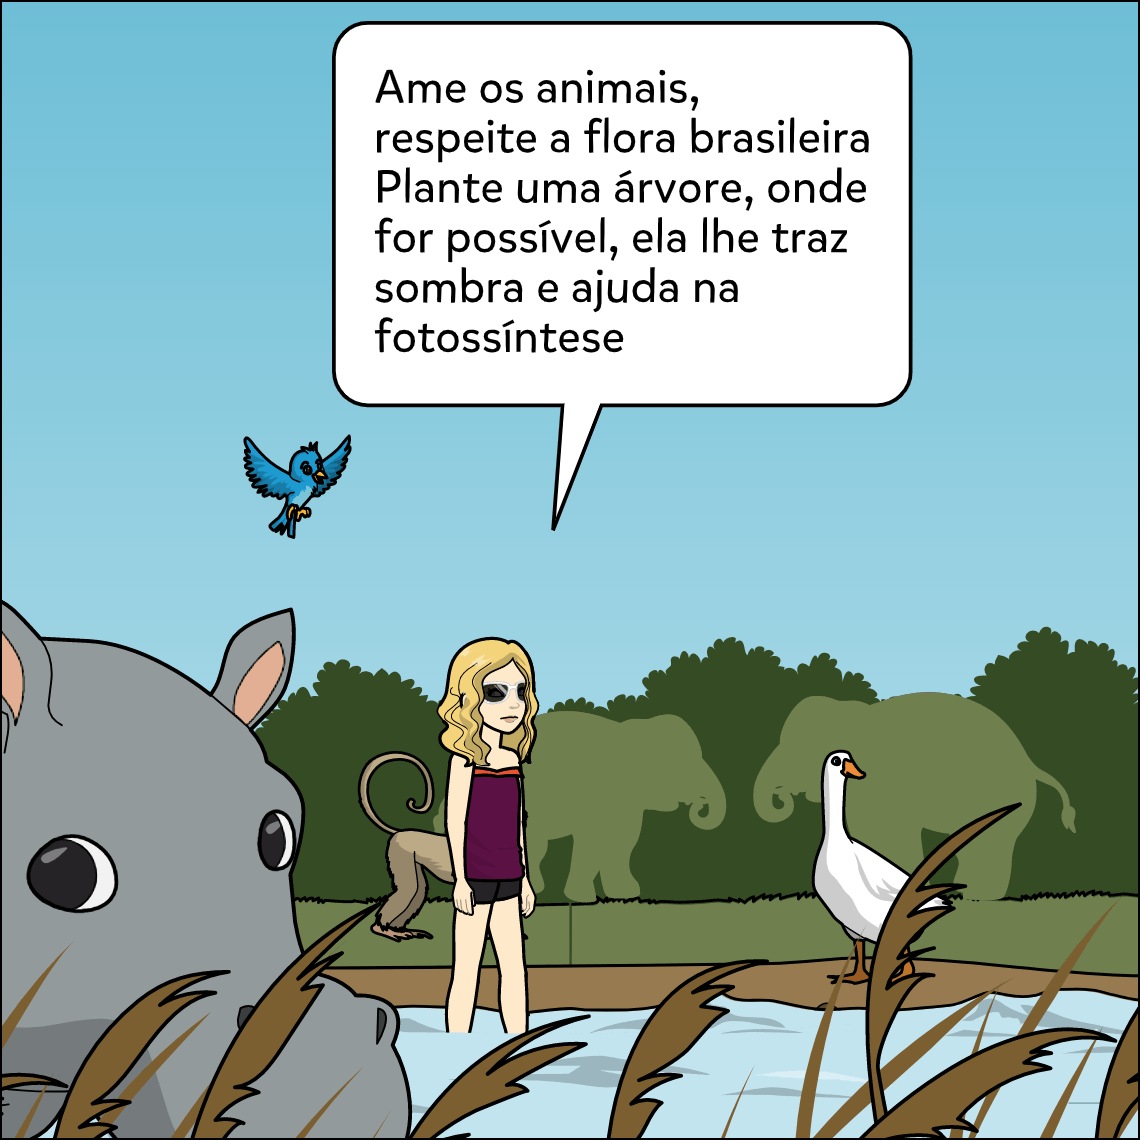 Ame os animais,
respeite a flora brasileira
Plante uma árvore, onde
for possível, ela lhe traz
sombra e ajuda na
fotossíntese